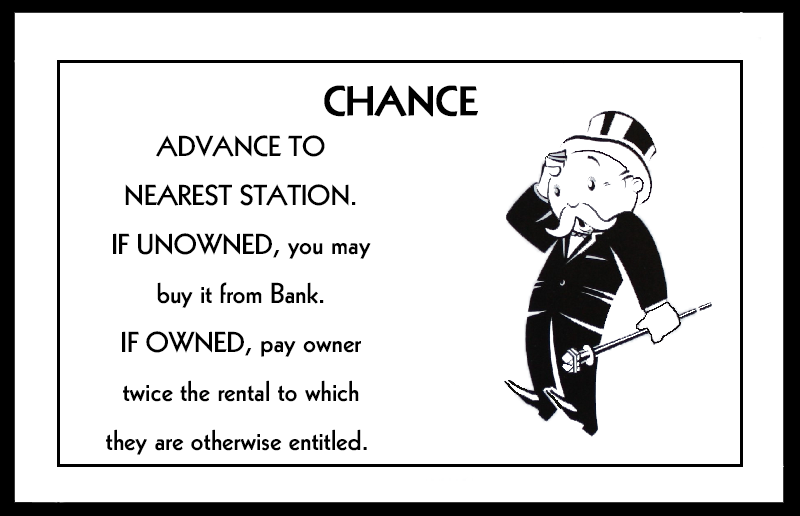 CHANCE
ADVANCE TO
NEAREST STATION.
IF UNOWNED, you may
buy it from Bank.
IF OWNED, pay owner
twice the rental to which
they are otherwise entitled.